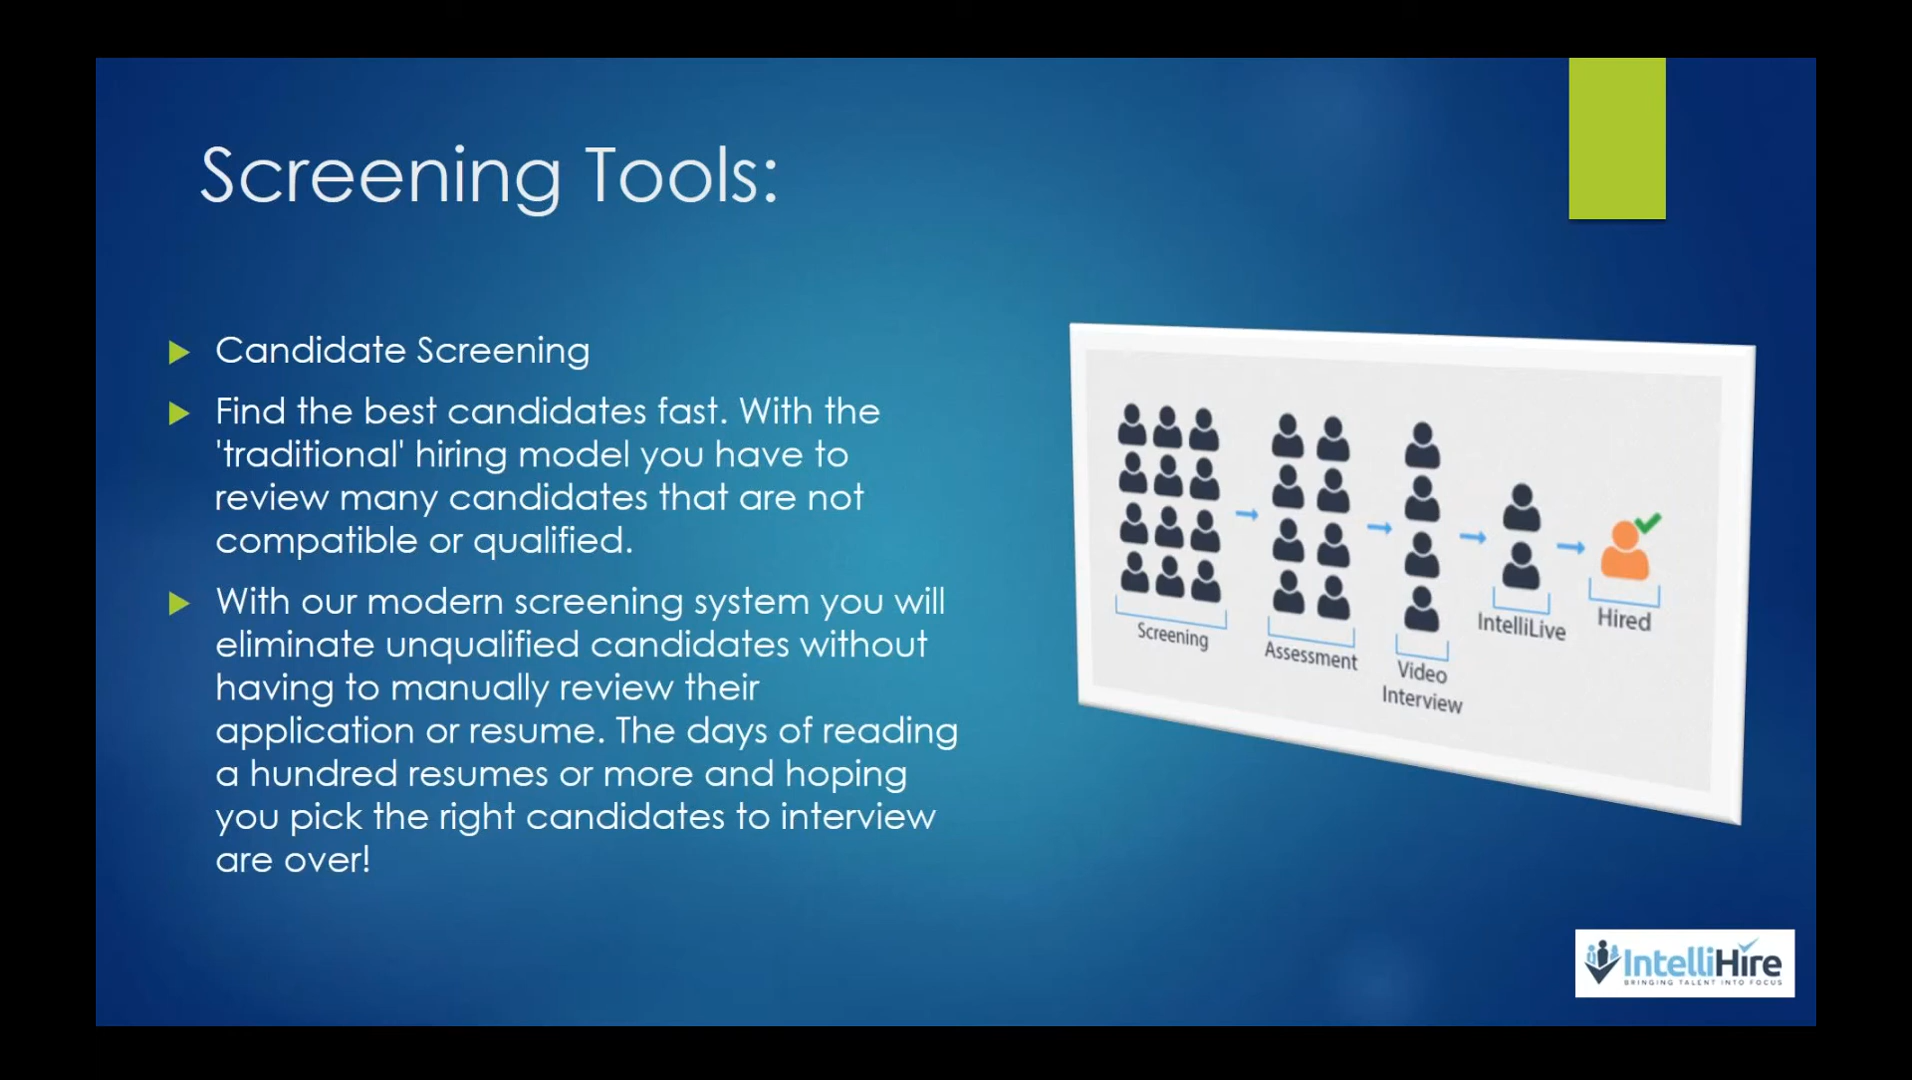 Screening Tools:
Candidate Screening
Find the best candidates fast. With the
'traditional' hiring model you have to
review many candidates that are not
compatible or qualified.
With our modern screening system you will
eliminate unqualified candidates without
having to manually review their
application or resume. The days of reading
a hundred resumes or more and hoping
you pick the right candidates to interview
are over!
Screening
Assessment
Video
Interview
IntelliLive
Hired
IntelliHire
BRINGING TALENT INTO FOCUS